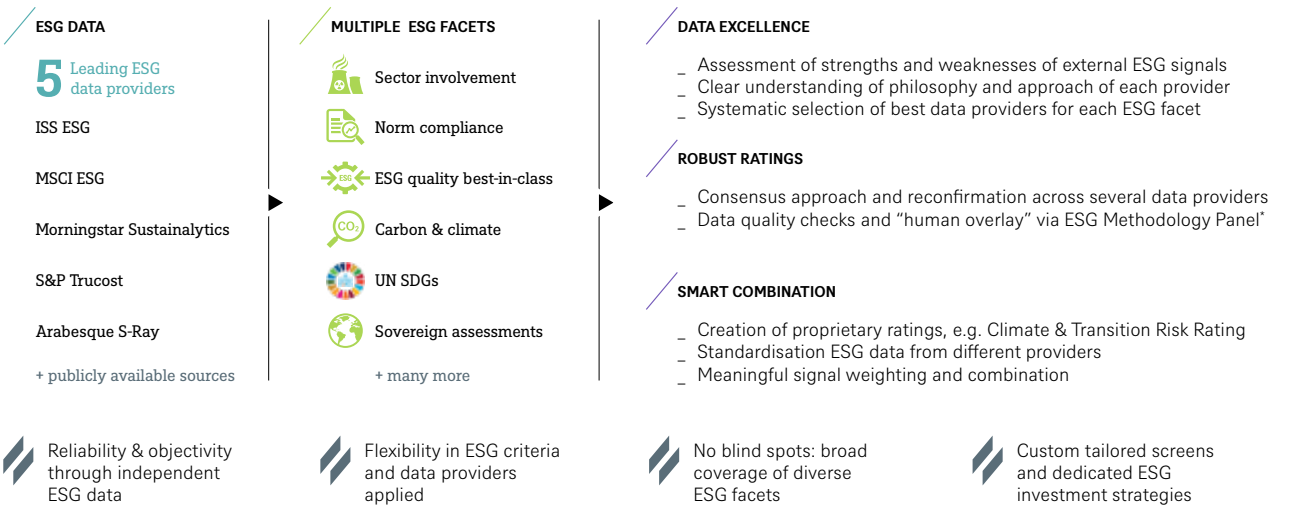 ESG DATA
5 Leading ESG
data providers
ISS ESG
MSCI ESG
Morningstar Sustainalytics
S&P Trucost
Arabesque S-Ray
+ publicly available sources
MULTIPLE ESG FACETS
Sector involvement
Norm compliance
ESG
ESG quality best-in-class
CO₂
Carbon & climate
UN SDGs
Sovereign assessments
+ many more
DATA EXCELLENCE
_ Assessment of strengths and weaknesses of external ESG signals
_ Clear understanding of philosophy and approach of each provider
_ Systematic selection of best data providers for each ESG facet
ROBUST RATINGS
_ Consensus approach and reconfirmation across several data providers
_ Data quality checks and “human overlay” via ESG Methodology Panel*
SMART COMBINATION
_ Creation of proprietary ratings, e.g. Climate & Transition Risk Rating
_ Standardisation ESG data from different providers
_ Meaningful signal weighting and combination
Reliability & objectivity
through independent
ESG data
Flexibility in ESG criteria
and data providers
applied
No blind spots: broad
coverage of diverse
ESG facets
Custom tailored screens
and dedicated ESG
investment strategies